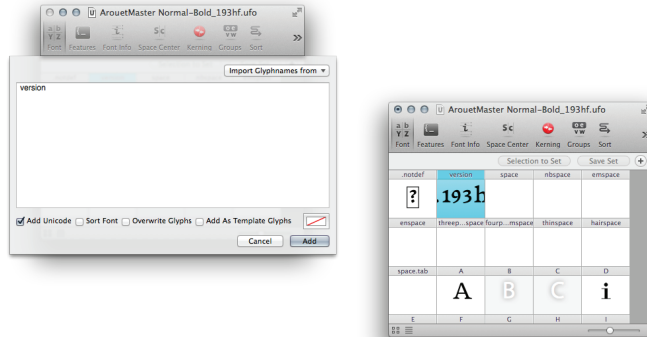 ArouetMaster Normal-Bold_193hf.ufo
Font Features Font Info Space Center Kerning Groups Sort
Import Glyphnames from
version
Add Unicode Sort Font Overwrite Glyphs Add As Template Glyphs
Cancel Add
ArouetMaster Normal-Bold_193hf.ufo
Font Features Font Info Space Center Kerning Groups Sort
Selection to Set Save Set +
.notdef version space nbspace emspace
? .193h
enspace threep...space fourp...mspace thinspace hairspace
space.tab A B C D
A B C i
E F G H I